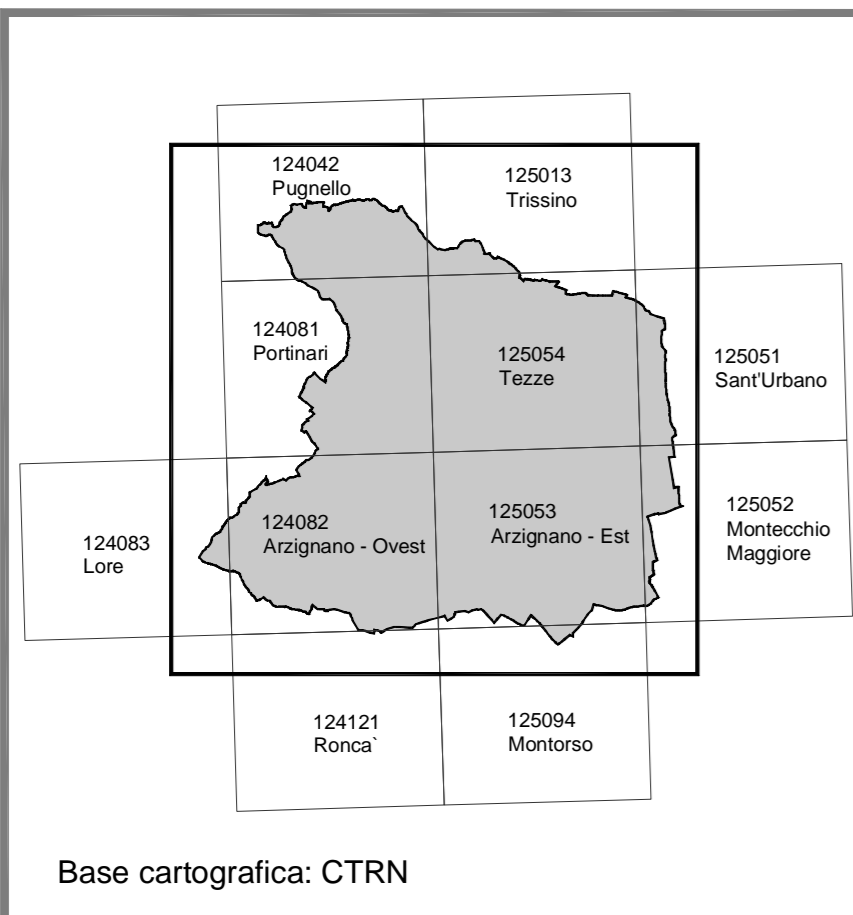 124042
Pugnello
125013
Trissino
124081
Portinari
125054
Tezze
125051
Sant'Urbano
124083
Lore
124082
Arzignano - Ovest
125053
Arzignano - Est
125052
Montecchio
Maggiore
124121
Ronca`
125094
Montorso
Base cartografica: CTRN